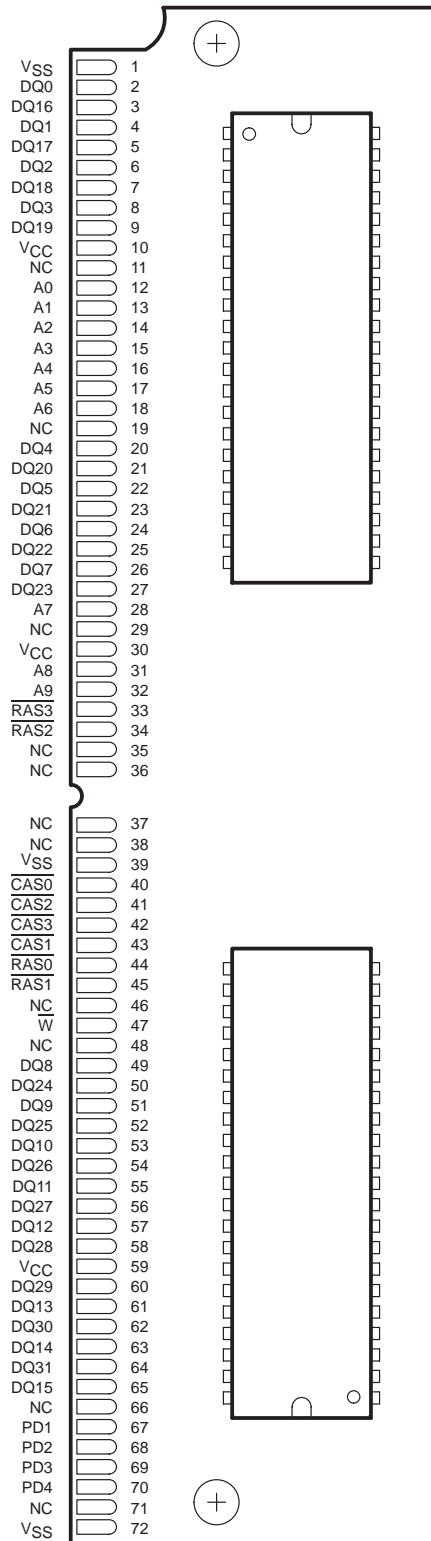 VSS 1
DQ0 2
DQ16 3
DQ1 4
DQ17 5
DQ2 6
DQ18 7
DQ3 8
DQ19 9
VCC 10
NC 11
A0 12
A1 13
A2 14
A3 15
A4 16
A5 17
A6 18
NC 19
DQ4 20
DQ20 21
DQ5 22
DQ21 23
DQ6 24
DQ22 25
DQ7 26
DQ23 27
A7 28
NC 29
VCC 30
A8 31
A9 32
RAS3 33
RAS2 34
NC 35
NC 36
NC 37
NC 38
VSS 39
CAS0 40
CAS2 41
CAS3 42
CAS1 43
RAS0 44
RAS1 45
NC 46
W 47
NC 48
DQ8 49
DQ24 50
DQ9 51
DQ25 52
DQ10 53
DQ26 54
DQ11 55
DQ27 56
DQ12 57
DQ28 58
VCC 59
DQ29 60
DQ13 61
DQ30 62
DQ14 63
DQ31 64
DQ15 65
NC 66
PD1 67
PD2 68
PD3 69
PD4 70
NC 71
VSS 72